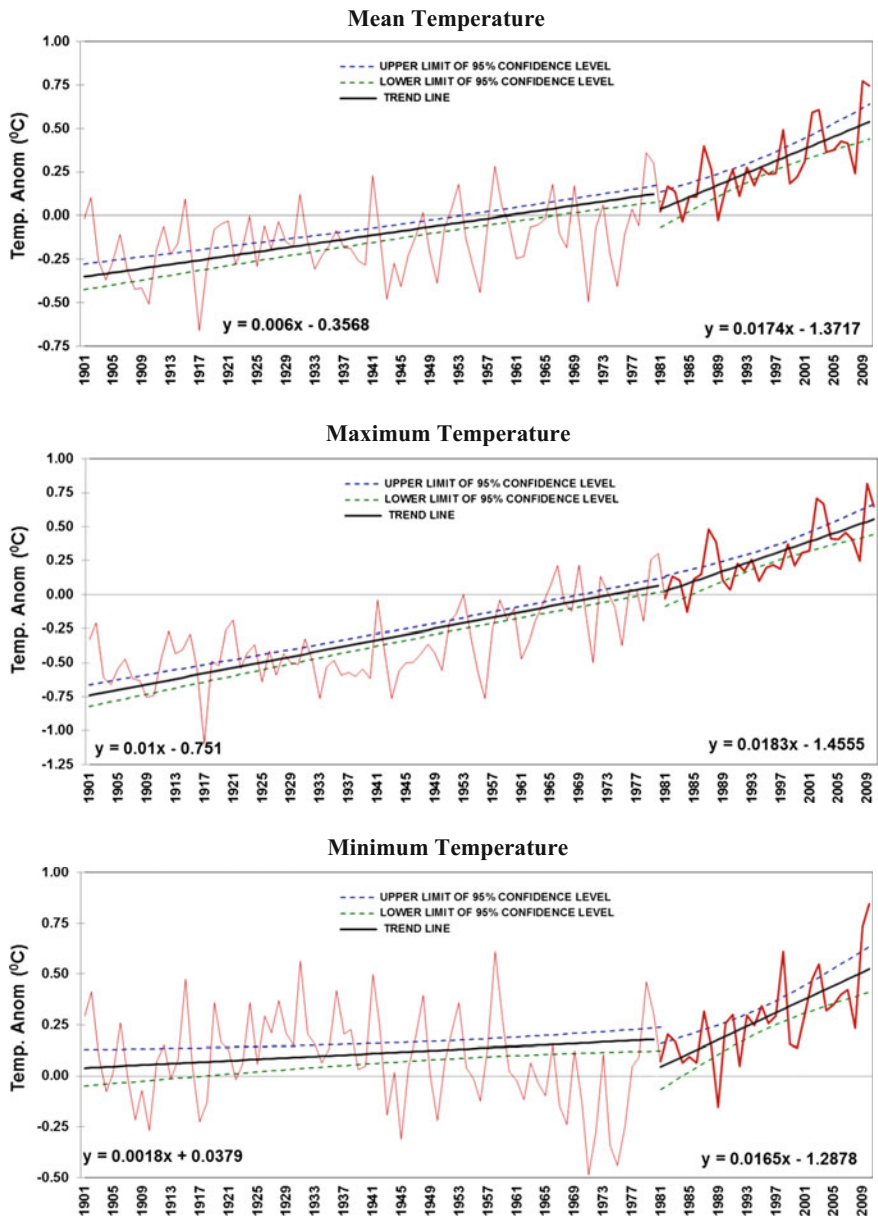 Mean Temperature
1.00
0.75
0.50
0.25
0.00
-0.25
-0.50
-0.75
Temp. Anom (⁰C)
UPPER LIMIT OF 95% CONFIDENCE LEVEL
LOWER LIMIT OF 95% CONFIDENCE LEVEL
TREND LINE
y = 0.006x - 0.3568
y = 0.0174x - 1.3717
1901 1905 1909 1913 1917 1921 1925 1929 1933 1937 1941 1945 1949 1953 1957 1961 1965 1969 1973 1977 1981 1985 1989 1993 1997 2001 2005 2009
Maximum Temperature
1.00
0.75
0.50
0.25
0.00
-0.25
-0.50
-0.75
-1.00
-1.25
Temp. Anom (⁰C)
UPPER LIMIT OF 95% CONFIDENCE LEVEL
LOWER LIMIT OF 95% CONFIDENCE LEVEL
TREND LINE
y = 0.01x - 0.751
y = 0.0183x - 1.4555
1901 1905 1909 1913 1917 1921 1925 1929 1933 1937 1941 1945 1949 1953 1957 1961 1965 1969 1973 1977 1981 1985 1989 1993 1997 2001 2005 2009
Minimum Temperature
1.00
0.75
0.50
0.25
0.00
-0.25
-0.50
Temp. Anom (⁰C)
UPPER LIMIT OF 95% CONFIDENCE LEVEL
LOWER LIMIT OF 95% CONFIDENCE LEVEL
TREND LINE
y = 0.0018x + 0.0379
y = 0.0165x - 1.2878
1901 1905 1909 1913 1917 1921 1925 1929 1933 1937 1941 1945 1949 1953 1957 1961 1965 1969 1973 1977 1981 1985 1989 1993 1997 2001 2005 2009